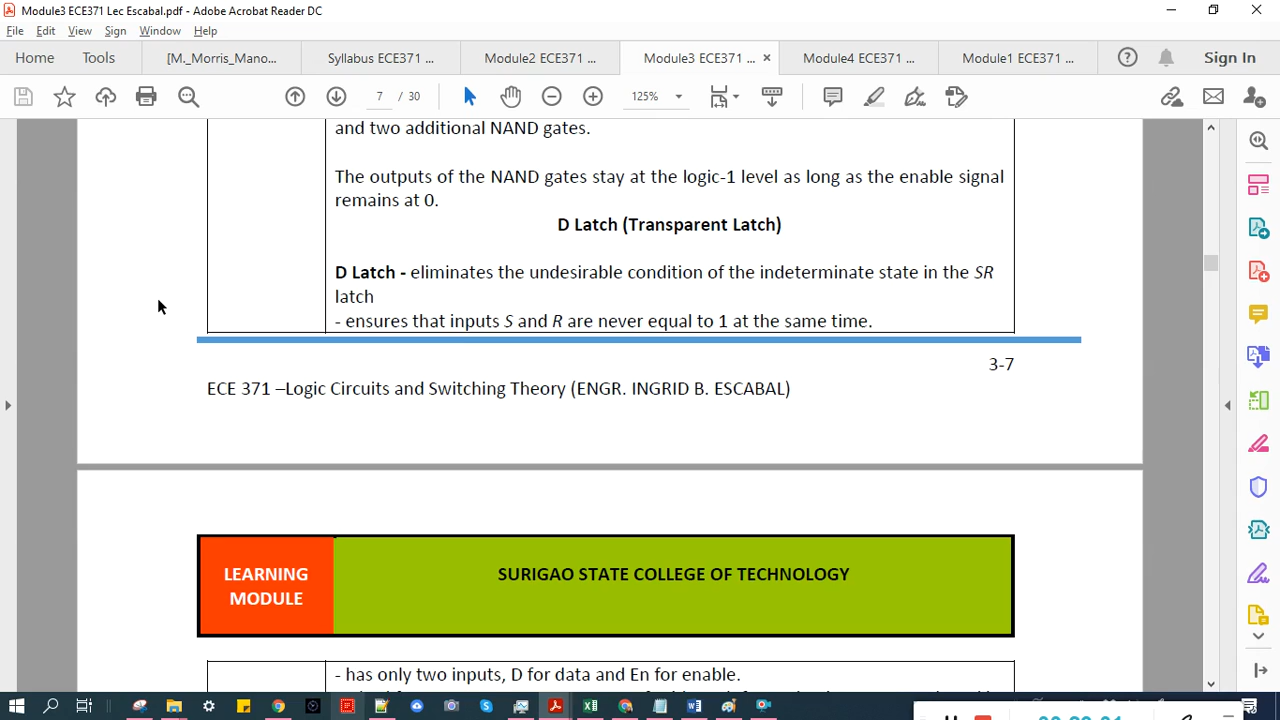 Module3 ECE371 Lec Escabal.pdf - Adobe Acrobat Reader DC
File Edit View Sign Window Help
Home Tools [M._Morris_Mano... Syllabus ECE371 ... Module2 ECE371 ... Module3 ECE371 ... × Module4 ECE371 ... Module1 ECE371 ... Sign In
7 / 30 125%
and two additional NAND gates.
The outputs of the NAND gates stay at the logic-1 level as long as the enable signal
remains at 0.
D Latch (Transparent Latch)
D Latch - eliminates the undesirable condition of the indeterminate state in the SR
latch
- ensures that inputs S and R are never equal to 1 at the same time.
3-7
ECE 371 –Logic Circuits and Switching Theory (ENGR. INGRID B. ESCABAL)
LEARNING
MODULE
SURIGAO STATE COLLEGE OF TECHNOLOGY
- has only two inputs, D for data and En for enable.